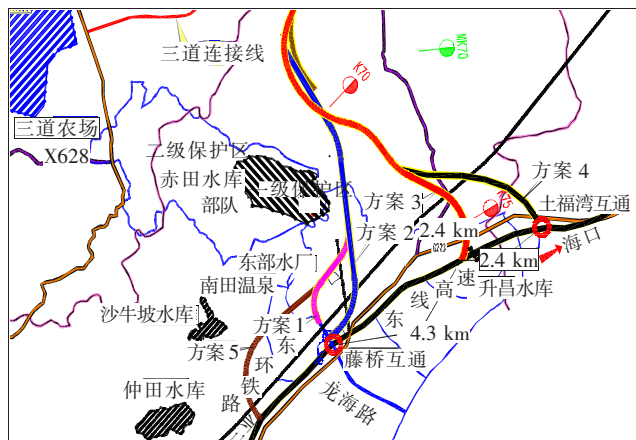 三道连接线
K70
MK70
三道农场
X628
二级保护区
赤田水库
二级保护区
部队
方案 4
土福湾互通
方案 3
K75
方案 2
2.4 km
海口
2.4 km
升昌水库
东部水厂
南田温泉
沙牛坡水库
方案 1
方案 5
东线高速
4.3 km
藤桥互通
东环铁路
仲田水库
龙海路